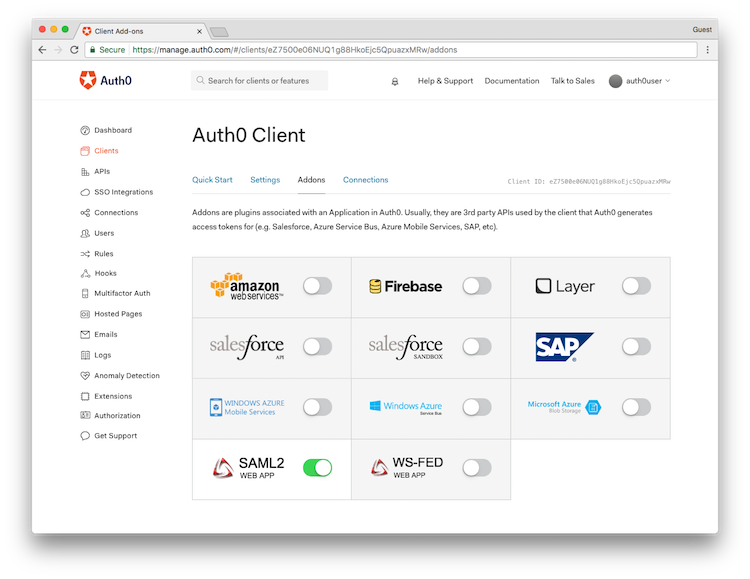 Client Add-ons
Guest
Secure
https://manage.auth0.com/#/clients/eZ7500e06NUQ1g88HkoEjc5QpuazxMRw/addons
Auth0
Search for clients or features
Help & Support
Documentation
Talk to Sales
auth0user
Dashboard
Clients
APIs
SSO Integrations
Connections
Users
Rules
Hooks
Multifactor Auth
Hosted Pages
Emails
Logs
Anomaly Detection
Extensions
Authorization
Get Support
Auth0 Client
Quick Start
Settings
Addons
Connections
Client ID: eZ7500e06NUQ1g88HkoEjc5QpuazxMRw
Addons are plugins associated with an Application in Auth0. Usually, they are 3rd party APIs used by the client that Auth0 generates
access tokens for (e.g. Salesforce, Azure Service Bus, Azure Mobile Services, SAP, etc).
amazon
web services™
Firebase
Layer
salesforce
API
salesforce
SANDBOX
SAP®
WINDOWS AZURE
Mobile Services
Windows Azure
Service Bus
Microsoft Azure
Blob Storage
SAML2
WEB APP
WS-FED
WEB APP